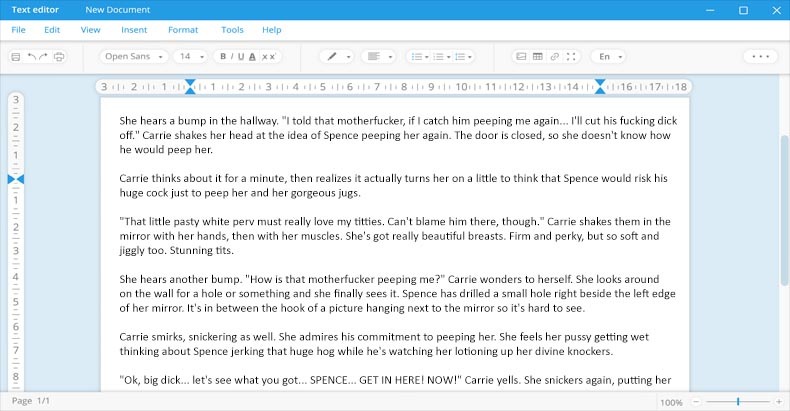 Text editor New Document
File Edit View Insert Format Tools Help
Open Sans 14 B I U A x x' En
3 1 2 3 4 5 6 7 8 9 10 11 12 13 14 15 16 17 18
3
2
1
1
2
3
4
5
6
7
8
She hears a bump in the hallway. "I told that motherfucker, if I catch him peeping me again... I'll cut his fucking dick
off." Carrie shakes her head at the idea of Spence peeping her again. The door is closed, so she doesn't know how
he would peep her.
Carrie thinks about it for a minute, then realizes it actually turns her on a little to think that Spence would risk his
huge cock just to peep her and her gorgeous jugs.
"That little pasty white perv must really love my titties. Can't blame him there, though." Carrie shakes them in the
mirror with her hands, then with her muscles. She's got really beautiful breasts. Firm and perky, but so soft and
jiggly too. Stunning tits.
She hears another bump. "How is that motherfucker peeping me?" Carrie wonders to herself. She looks around
on the wall for a hole or something and she finally sees it. Spence has drilled a small hole right beside the left edge
of her mirror. It's in between the hook of a picture hanging next to the mirror so it's hard to see.
Carrie smirks, snickering as well. She admires his commitment to peeping her. She feels her pussy getting wet
thinking about Spence jerking that huge hog while he's watching her lotioning up her divine knockers.
"Ok, big dick... let's see what you got... SPENCE... GET IN HERE! NOW!" Carrie yells. She snickers again, putting her
Page 1/1 100%